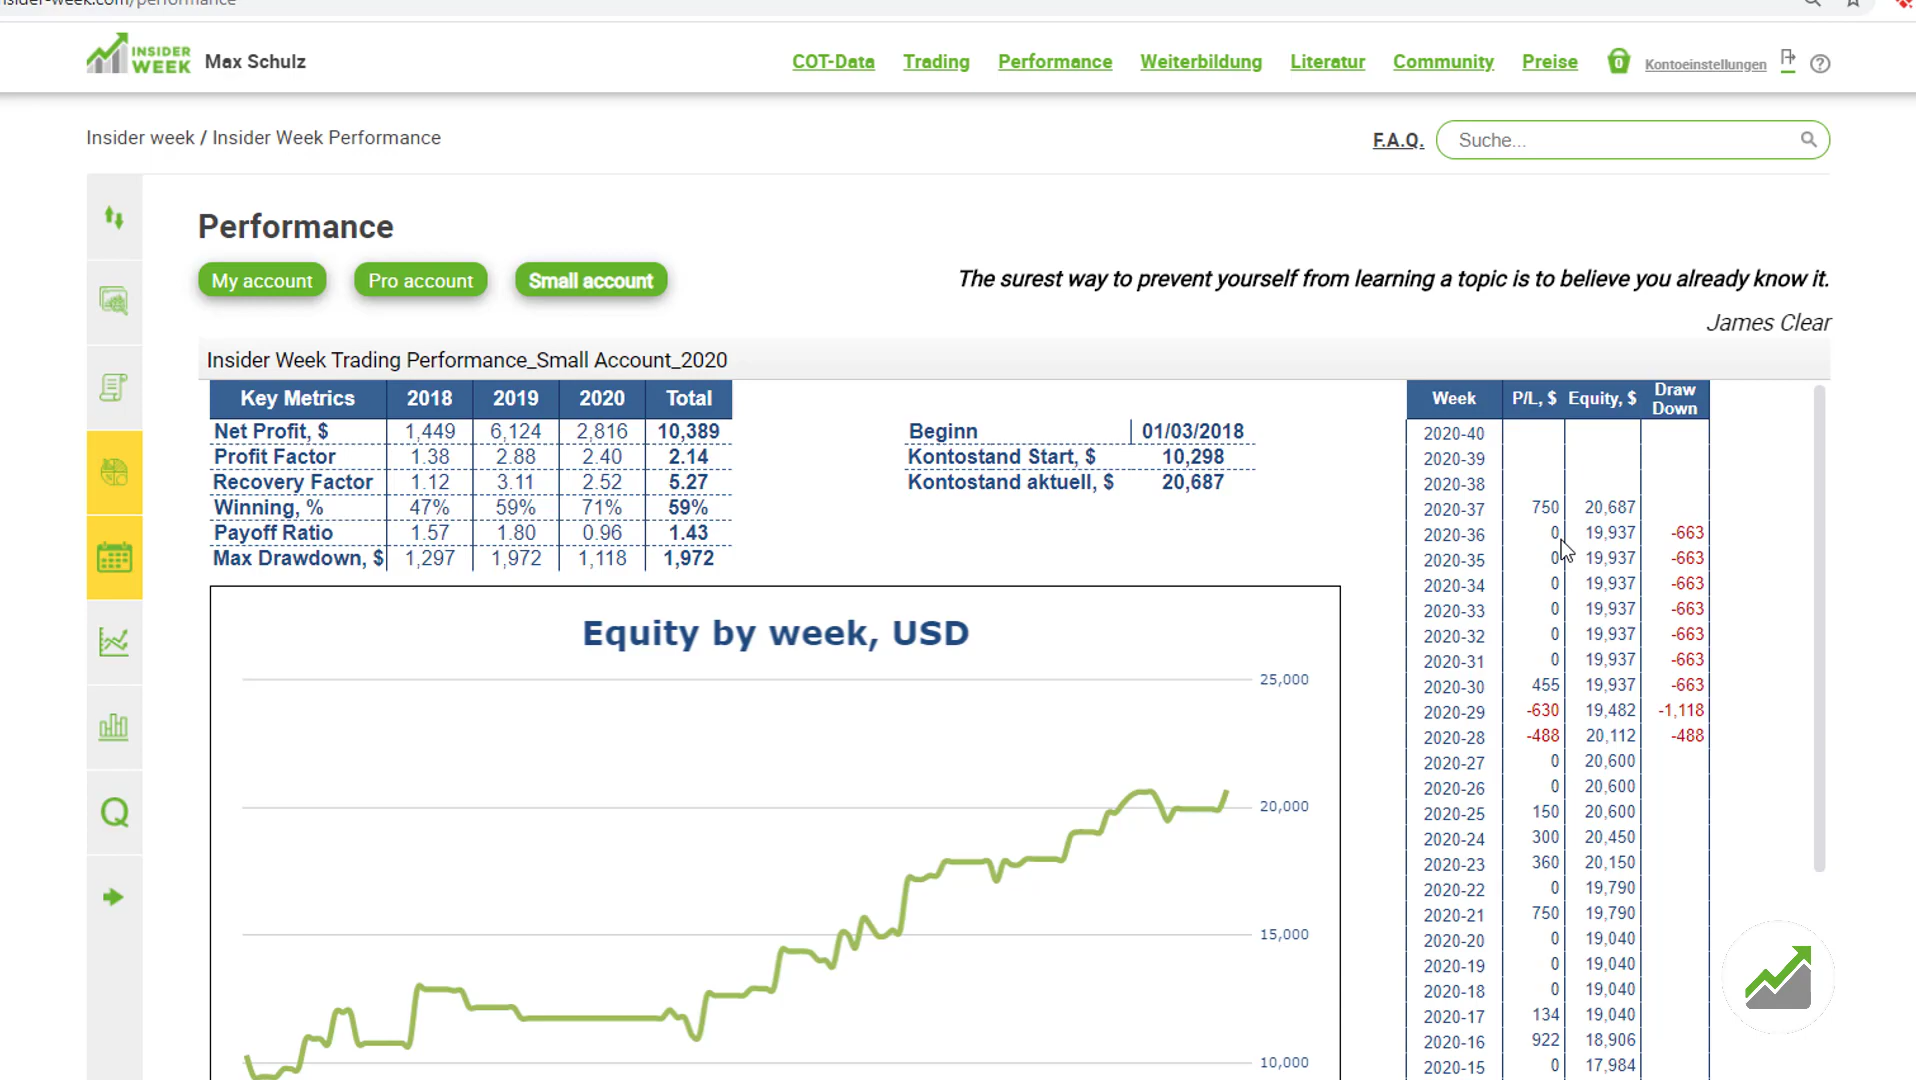 nsider-week.com/performance
INSIDER
WEEK
Max Schulz
COT-Data Trading Performance Weiterbildung Literatur Community Preise 0 Kontoeinstellungen ?
Insider week / Insider Week Performance
F.A.Q. Suche...
Performance
My account Pro account Small account
The surest way to prevent yourself from learning a topic is to believe you already know it.
James Clear
Insider Week Trading Performance_Small Account_2020
Key Metrics 2018 2019 2020 Total
Net Profit, $ 1,449 6,124 2,816 10,389
Profit Factor 1.38 2.88 2.40 2.14
Recovery Factor 1.12 3.11 2.52 5.27
Winning, % 47% 59% 71% 59%
Payoff Ratio 1.57 1.80 0.96 1.43
Max Drawdown, $ 1,297 1,972 1,118 1,972
Beginn 01/03/2018
Kontostand Start, $ 10,298
Kontostand aktuell, $ 20,687
Equity by week, USD
25,000
20,000
15,000
10,000
Week P/L, $ Equity, $ Draw Down
2020-40
2020-39
2020-38
2020-37 750 20,687
2020-36 0 19,937 -663
2020-35 0 19,937 -663
2020-34 0 19,937 -663
2020-33 0 19,937 -663
2020-32 0 19,937 -663
2020-31 0 19,937 -663
2020-30 455 19,937 -663
2020-29 -630 19,482 -1,118
2020-28 -488 20,112 -488
2020-27 0 20,600
2020-26 0 20,600
2020-25 150 20,600
2020-24 300 20,450
2020-23 360 20,150
2020-22 0 19,790
2020-21 750 19,790
2020-20 0 19,040
2020-19 0 19,040
2020-18 0 19,040
2020-17 134 19,040
2020-16 922 18,906
2020-15 0 17,984
Q